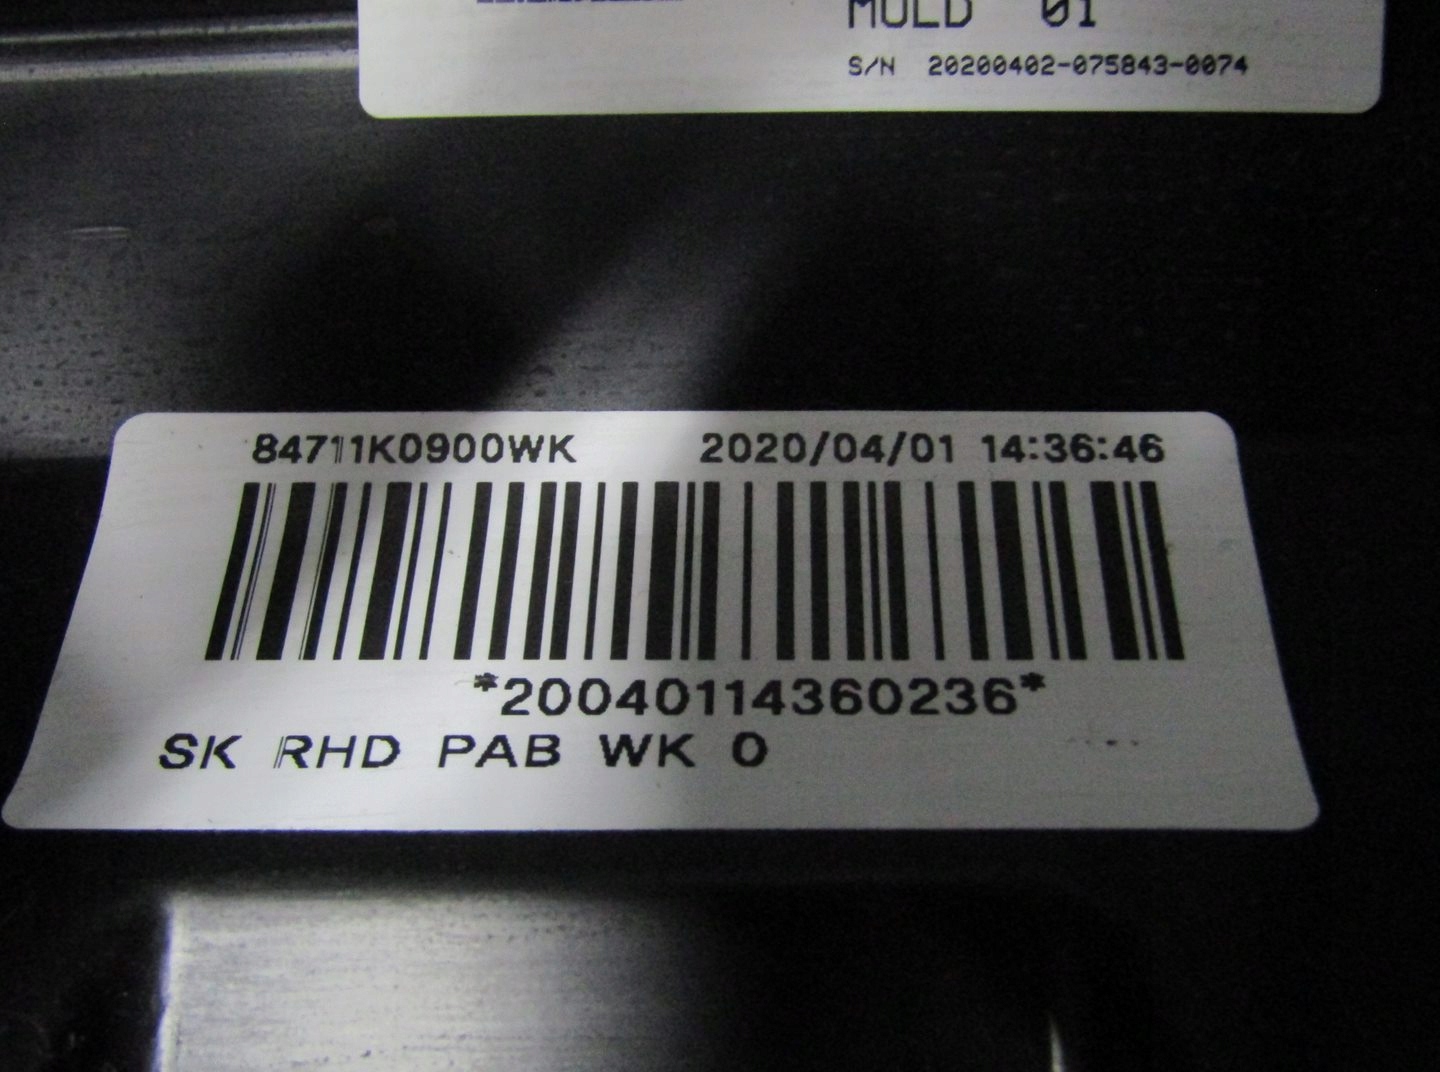 MOLD 01
S/N 20200402-075843-0074
84711K0900WK 2020/04/01 14:36:46
*20040114360236*
SK RHD PAB WK 0